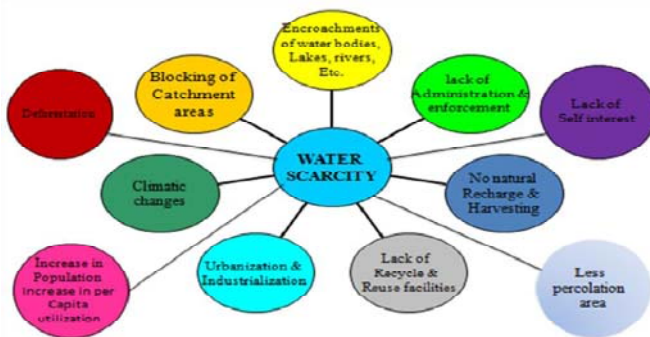 Encroachments
of water bodies,
Lakes, rivers,
Etc.
Blocking of
Catchment
areas
lack of
Administration &
enforcement
Deforestation
Lack of
Self interest
WATER
SCARCITY
Climatic
changes
No natural
Recharge &
Harvesting
Increase in
Population
Increase in per
Capita
utilization
Urbanization &
Industrialization
Lack of
Recycle &
Reuse facilities
Less
percolation
area